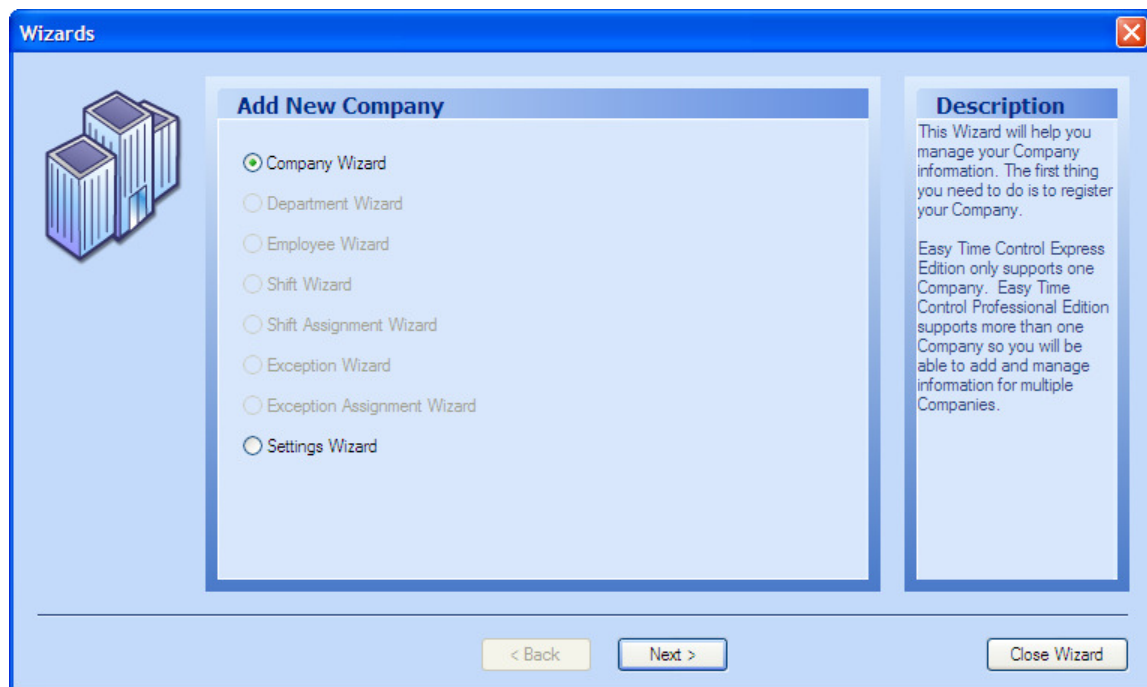 Wizards
Add New Company
Company Wizard
Department Wizard
Employee Wizard
Shift Wizard
Shift Assignment Wizard
Exception Wizard
Exception Assignment Wizard
Settings Wizard
Description
This Wizard will help you
manage your Company
information. The first thing
you need to do is to register
your Company.
Easy Time Control Express
Edition only supports one
Company.  Easy Time
Control Professional Edition
supports more than one
Company so you will be
able to add and manage
information for multiple
Companies.
< Back
Next >
Close Wizard